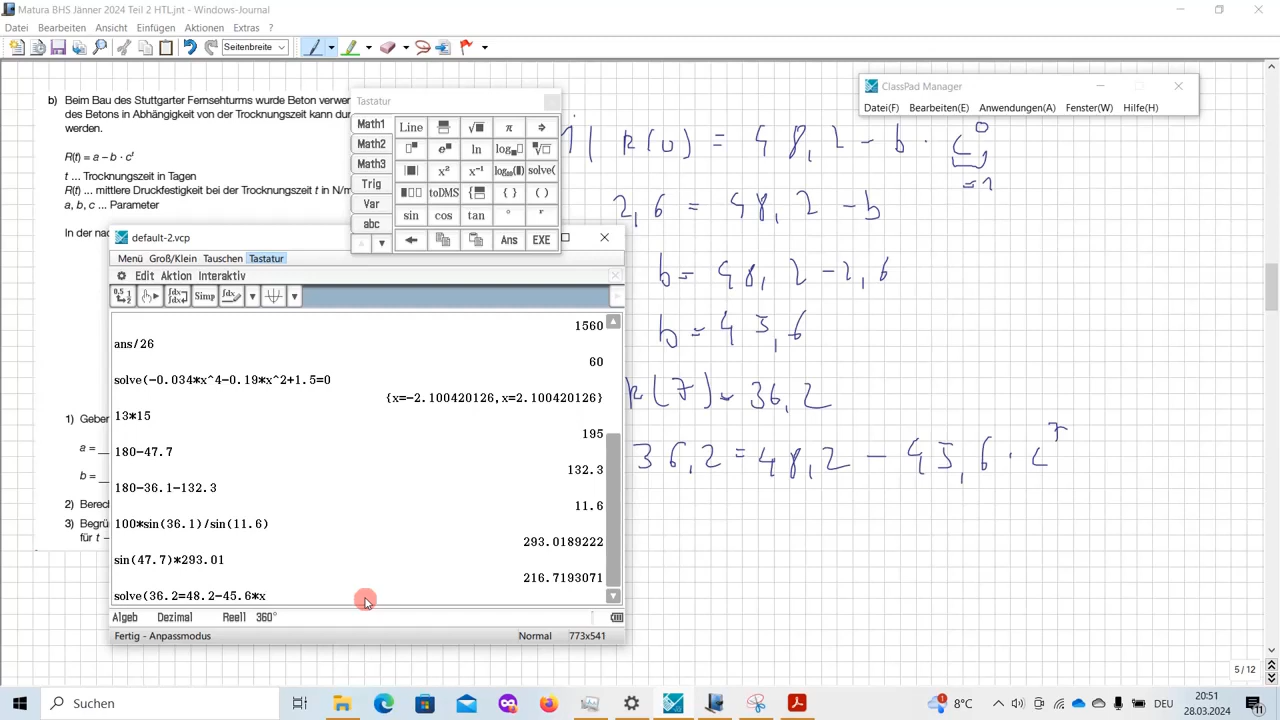 Matura BHS Jänner 2024 Teil 2 HTL.jnt - Windows-Journal
Datei Bearbeiten Ansicht Einfügen Aktionen Extras ?
Seitenbreite
b) Beim Bau des Stuttgarter Fernsehturms wurde Beton verwen
des Betons in Abhängigkeit von der Trocknungszeit kann dur
werden.
R(t) = a – b · c^t
t ... Trocknungszeit in Tagen
R(t) ... mittlere Druckfestigkeit bei der Trocknungszeit t in N/m
a, b, c ... Parameter
In der nac
1) Geber
a = __
b = __
2) Berech
3) Begrü
für t →
Tastatur
Math1 Line π ⇒
Math2 e^■ ln log
Math3 |■| x² x⁻¹ log₁₀(■) solve(
Trig toDMS { } ( )
Var sin cos tan ° r
abc
Ans EXE
ClassPad Manager
Datei(F) Bearbeiten(E) Anwendungen(A) Fenster(W) Hilfe(H)
default-2.vcp
Menü Groß/Klein Tauschen Tastatur
Edit Aktion Interaktiv
Simp
1560
ans/26
60
solve(-0.034*x^4-0.19*x^2+1.5=0
{x=-2.100420126,x=2.100420126}
13*15
195
180-47.7
132.3
180-36.1-132.3
11.6
100*sin(36.1)/sin(11.6)
293.0189222
sin(47.7)*293.01
216.7193071
solve(36.2=48.2-45.6*x
Algeb Dezimal Reell 360°
Fertig - Anpassmodus Normal 773x541
R(0) = 48,2 - b · c^0
=1
2,6 = 48,2 - b
b = 48,2 - 2,6
b = 45,6
R(7) = 36,2
36,2 = 48,2 - 45,6 · c^7
5 / 12
Suchen
8°C
DEU
20:51
28.03.2024